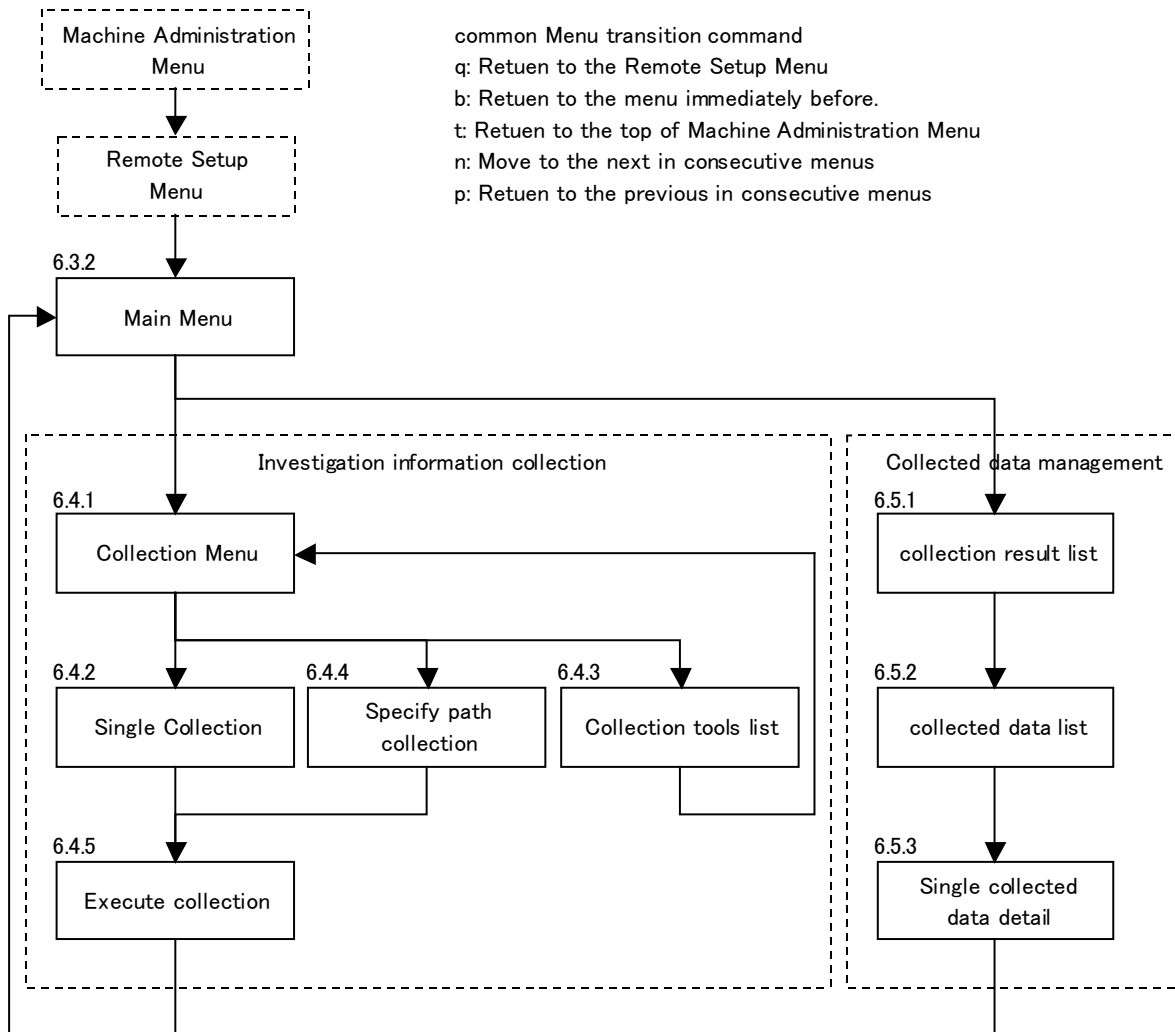 Machine Administration
Menu
common Menu transition command
q: Retuen to the Remote Setup Menu
b: Retuen to the menu immediately before.
t: Retuen to the top of Machine Administration Menu
n: Move to the next in consecutive menus
p: Retuen to the previous in consecutive menus
Remote Setup
Menu
6.3.2
Main Menu
Investigation information collection
6.4.1
Collection Menu
6.4.2
Single Collection
6.4.4
Specify path
collection
6.4.3
Collection tools list
6.4.5
Execute collection
Collected data management
6.5.1
collection result list
6.5.2
collected data list
6.5.3
Single collected
data detail